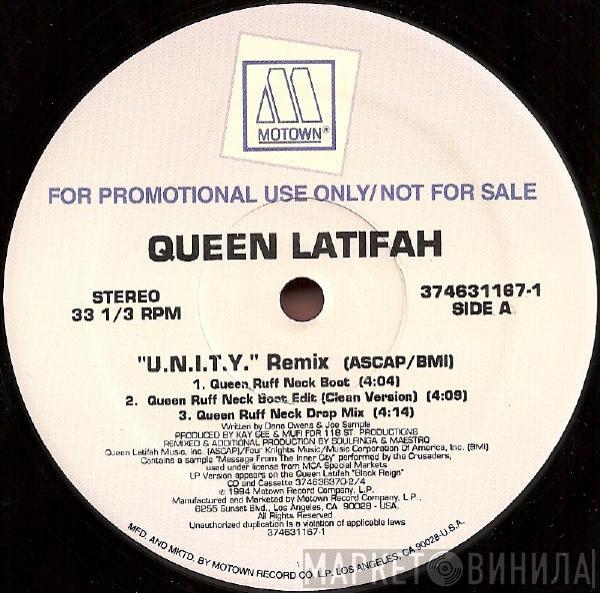 MOTOWN®
FOR PROMOTIONAL USE ONLY/NOT FOR SALE
QUEEN LATIFAH
STEREO
33 1/3 RPM
374631167-1
SIDE A
"U.N.I.T.Y." Remix (ASCAP/BMI)
1. Queen Ruff Neck Boot (4:04)
2. Queen Ruff Neck Boot Edit (Clean Version) (4:09)
3. Queen Ruff Neck Drop Mix (4:14)
Written by Dana Owens & Joe Sample
PRODUCED BY KAY GEE & MUFI FOR 118 ST. PRODUCTIONS
REMIXED & ADDITIONAL PRODUCTION BY SOULFINGA & MAESTRO
Queen Latifah Music, Inc. (ASCAP)/Four Knights Music/Music Corporation Of America, Inc. (BMI)
Contains a sample "Message From The Inner City" performed by the Crusaders,
used under license from MCA Special Markets
LP Version appears on the Queen Latifah "Black Reign"
CD and Cassette 374636370-2/4
℗ 1994 Motown Record Company, L.P.
Manufactured and Marketed by Motown Record Company, L.P.,
6255 Sunset Blvd., Los Angeles, CA 90028 - USA.
All Rights Reserved.
Unauthorized duplication is a violation of applicable laws
374631167-1
MFD. AND MKTD. BY MOTOWN RECORD CO. L.P. LOS ANGELES, CA 90028-U.S.A.
МАРКЕТ ВИНИЛА